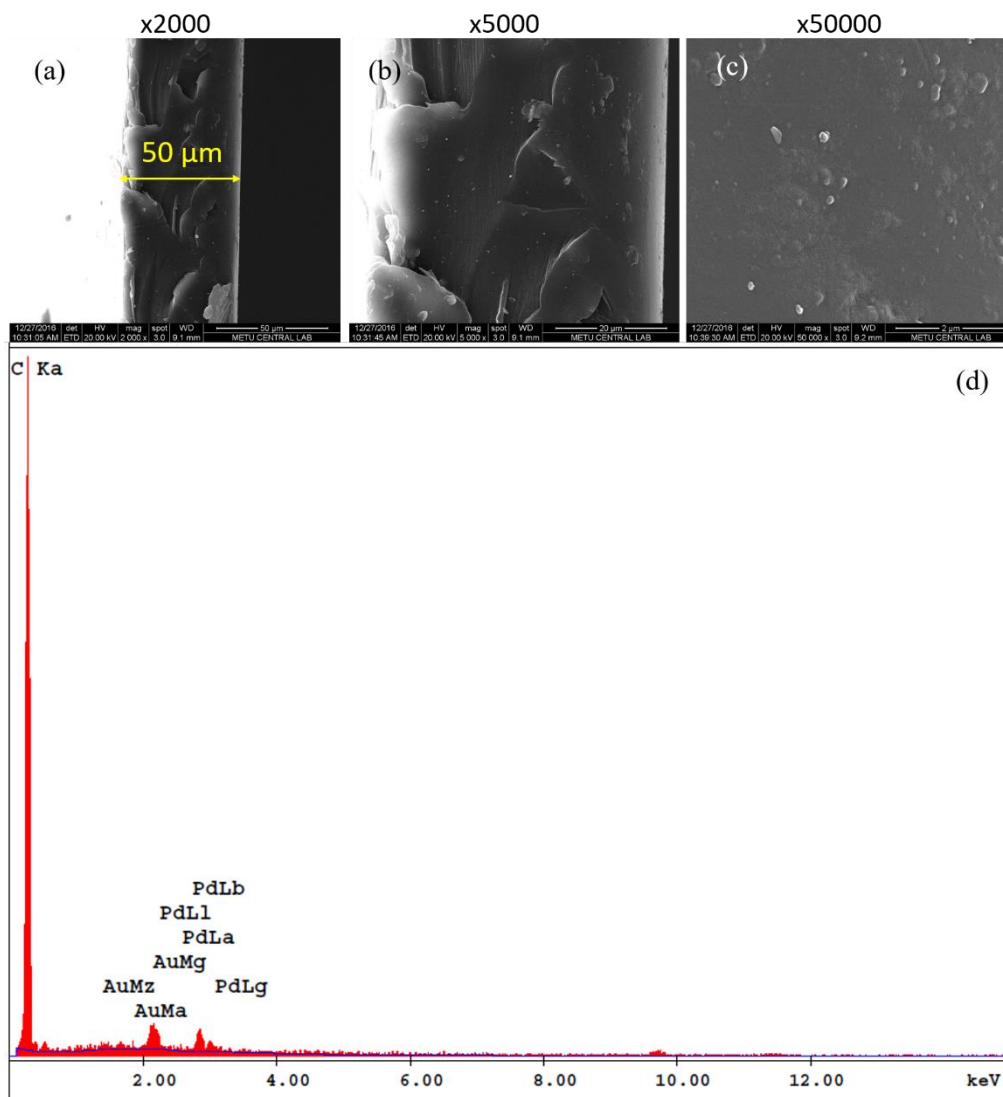 x2000
x5000
x50000
(a)
50 µm
(b)
(c)
12/27/2016 det HV mag spot WD 50 µm
10:31:05 AM ETD 20.00 kV 2 000 x 3.0 9.1 mm METU CENTRAL LAB
12/27/2016 det HV mag spot WD 20 µm
10:31:45 AM ETD 20.00 kV 5 000 x 3.0 9.1 mm METU CENTRAL LAB
12/27/2016 det HV mag spot WD 2 µm
10:39:30 AM ETD 20.00 kV 50 000 x 3.0 9.2 mm METU CENTRAL LAB
C Ka
(d)
PdLb
PdLl
PdLa
AuMg
AuMz
PdLg
AuMa
2.00 4.00 6.00 8.00 10.00 12.00 keV